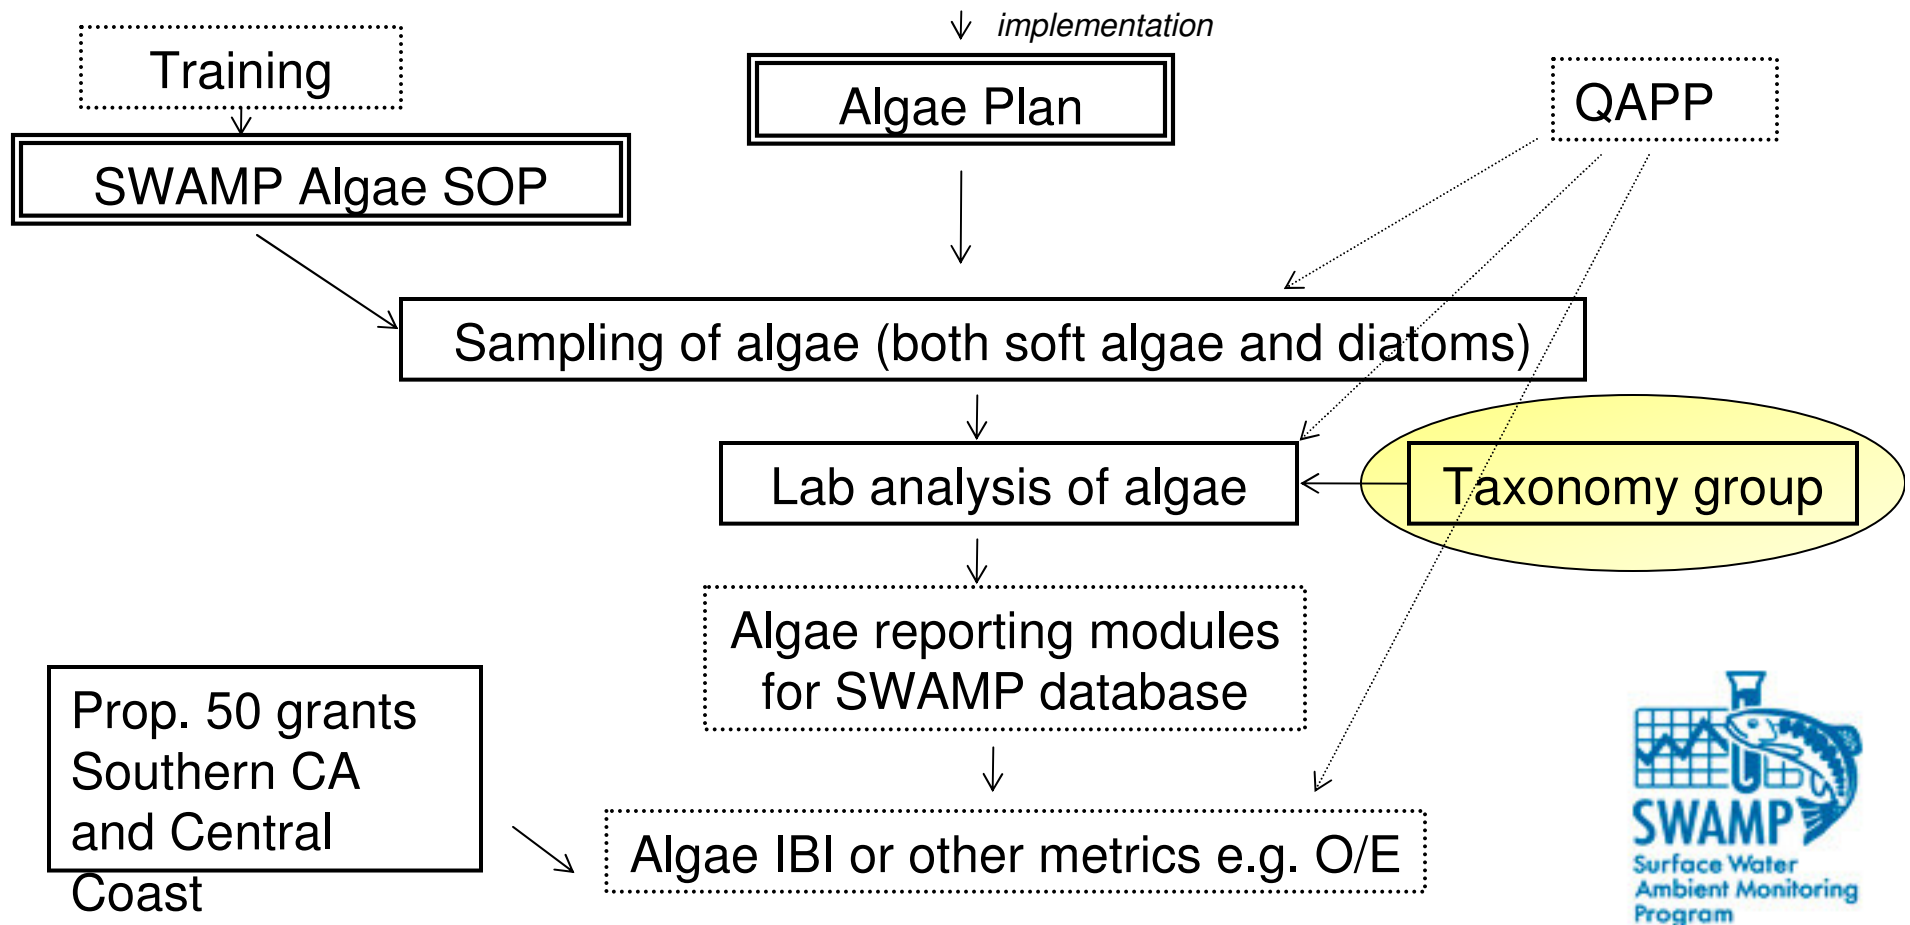 implementation
Training
Algae Plan
QAPP
SWAMP Algae SOP
Sampling of algae (both soft algae and diatoms)
Lab analysis of algae
Taxonomy group
Algae reporting modules
for SWAMP database
Prop. 50 grants
Southern CA
and Central
Coast
Algae IBI or other metrics e.g. O/E
SWAMP
Surface Water
Ambient Monitoring
Program